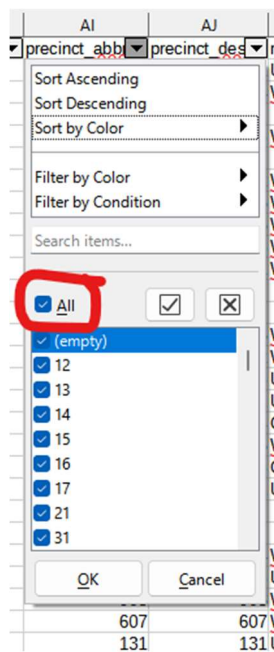 AI AJ
precinct_abb precinct_des
Sort Ascending
Sort Descending
Sort by Color
Filter by Color
Filter by Condition
Search items...
All
(empty)
12
13
14
15
16
17
21
31
OK Cancel
607 607
131 131